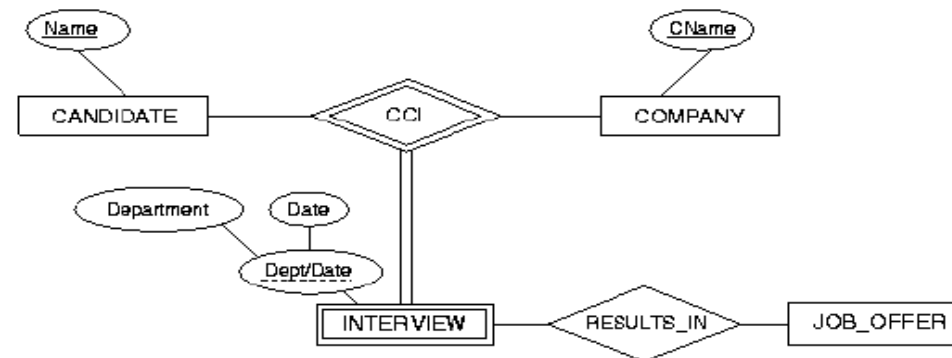 Name
CName
CANDIDATE
CCI
COMPANY
Department
Date
Dept/Date
INTERVIEW
RESULTS_IN
JOB_OFFER